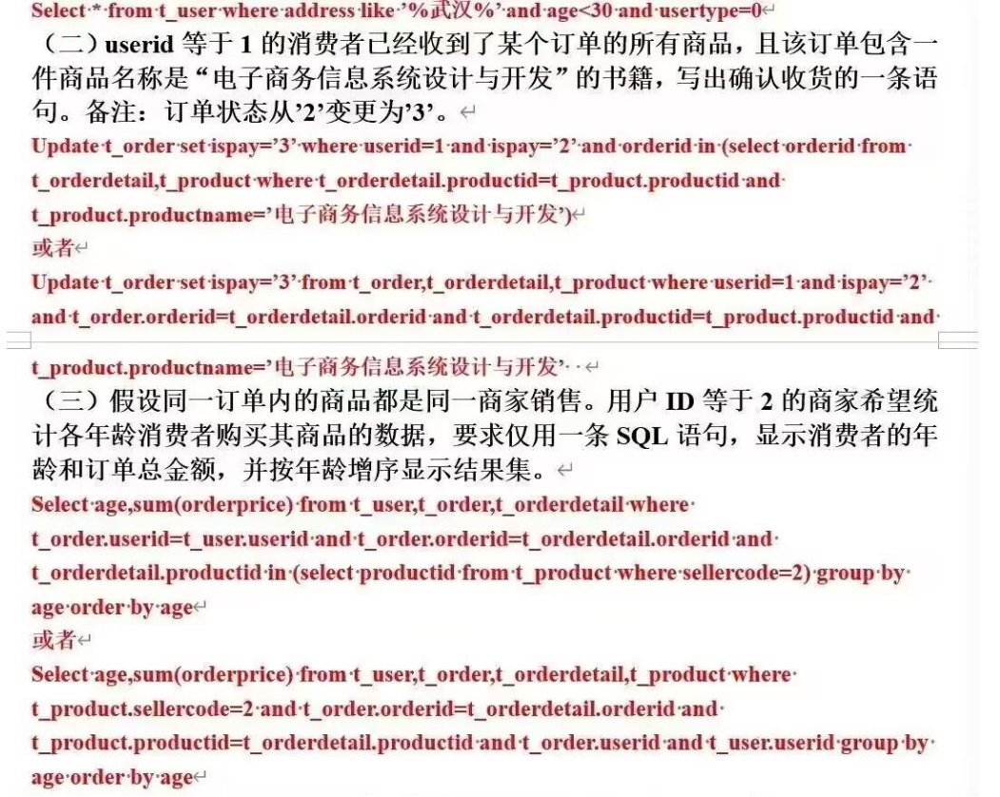 Select * from t_user where address like ’%武汉%’ and age<30 and usertype=0
（二）userid 等于 1 的消费者已经收到了某个订单的所有商品，且该订单包含一
件商品名称是“电子商务信息系统设计与开发”的书籍，写出确认收货的一条语
句。备注：订单状态从’2’变更为’3’。
Update t_order set ispay=’3’ where userid=1 and ispay=’2’ and orderid in (select orderid from
t_orderdetail,t_product where t_orderdetail.productid=t_product.productid and
t_product.productname=’电子商务信息系统设计与开发’)
或者
Update t_order set ispay=’3’ from t_order,t_orderdetail,t_product where userid=1 and ispay=’2’
and t_order.orderid=t_orderdetail.orderid and t_orderdetail.productid=t_product.productid and
t_product.productname=’电子商务信息系统设计与开发’
（三）假设同一订单内的商品都是同一商家销售。用户 ID 等于 2 的商家希望统
计各年龄消费者购买其商品的数据，要求仅用一条 SQL 语句，显示消费者的年
龄和订单总金额，并按年龄增序显示结果集。
Select age,sum(orderprice) from t_user,t_order,t_orderdetail where
t_order.userid=t_user.userid and t_order.orderid=t_orderdetail.orderid and
t_orderdetail.productid in (select productid from t_product where sellercode=2) group by
age order by age
或者
Select age,sum(orderprice) from t_user,t_order,t_orderdetail,t_product where
t_product.sellercode=2 and t_order.orderid=t_orderdetail.orderid and
t_product.productid=t_orderdetail.productid and t_order.userid and t_user.userid group by
age order by age